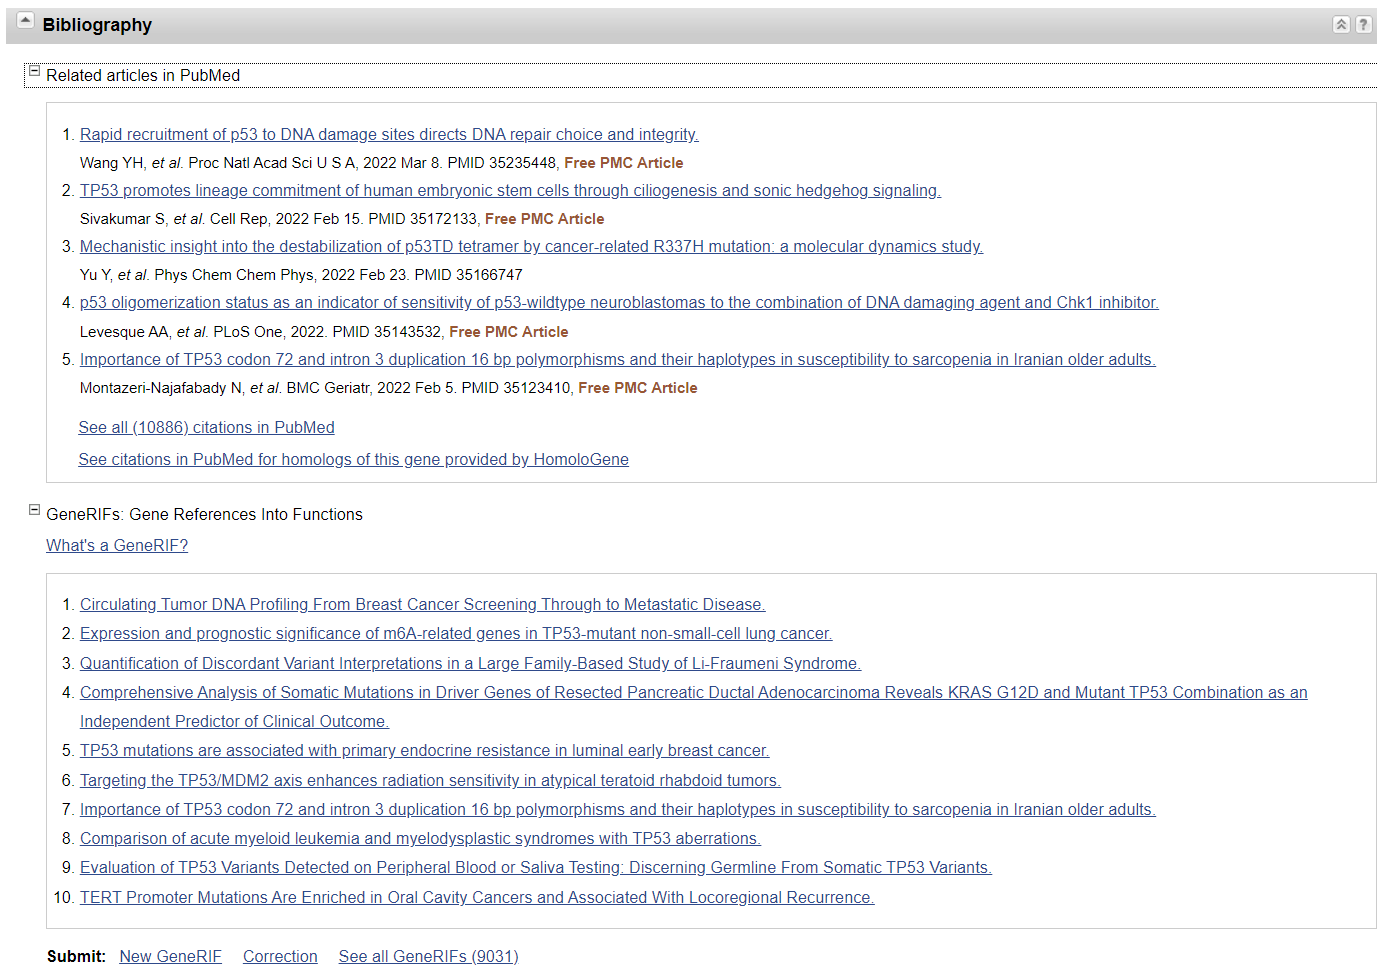 Bibliography
Related articles in PubMed
1. Rapid recruitment of p53 to DNA damage sites directs DNA repair choice and integrity.
Wang YH, et al. Proc Natl Acad Sci U S A, 2022 Mar 8. PMID 35235448, Free PMC Article
2. TP53 promotes lineage commitment of human embryonic stem cells through ciliogenesis and sonic hedgehog signaling.
Sivakumar S, et al. Cell Rep, 2022 Feb 15. PMID 35172133, Free PMC Article
3. Mechanistic insight into the destabilization of p53TD tetramer by cancer-related R337H mutation: a molecular dynamics study.
Yu Y, et al. Phys Chem Chem Phys, 2022 Feb 23. PMID 35166747
4. p53 oligomerization status as an indicator of sensitivity of p53-wildtype neuroblastomas to the combination of DNA damaging agent and Chk1 inhibitor.
Levesque AA, et al. PLoS One, 2022. PMID 35143532, Free PMC Article
5. Importance of TP53 codon 72 and intron 3 duplication 16 bp polymorphisms and their haplotypes in susceptibility to sarcopenia in Iranian older adults.
Montazeri-Najafabady N, et al. BMC Geriatr, 2022 Feb 5. PMID 35123410, Free PMC Article
See all (10886) citations in PubMed
See citations in PubMed for homologs of this gene provided by HomoloGene
GeneRIFs: Gene References Into Functions
What's a GeneRIF?
1. Circulating Tumor DNA Profiling From Breast Cancer Screening Through to Metastatic Disease.
2. Expression and prognostic significance of m6A-related genes in TP53-mutant non-small-cell lung cancer.
3. Quantification of Discordant Variant Interpretations in a Large Family-Based Study of Li-Fraumeni Syndrome.
4. Comprehensive Analysis of Somatic Mutations in Driver Genes of Resected Pancreatic Ductal Adenocarcinoma Reveals KRAS G12D and Mutant TP53 Combination as an
Independent Predictor of Clinical Outcome.
5. TP53 mutations are associated with primary endocrine resistance in luminal early breast cancer.
6. Targeting the TP53/MDM2 axis enhances radiation sensitivity in atypical teratoid rhabdoid tumors.
7. Importance of TP53 codon 72 and intron 3 duplication 16 bp polymorphisms and their haplotypes in susceptibility to sarcopenia in Iranian older adults.
8. Comparison of acute myeloid leukemia and myelodysplastic syndromes with TP53 aberrations.
9. Evaluation of TP53 Variants Detected on Peripheral Blood or Saliva Testing: Discerning Germline From Somatic TP53 Variants.
10. TERT Promoter Mutations Are Enriched in Oral Cavity Cancers and Associated With Locoregional Recurrence.
Submit: New GeneRIF Correction See all GeneRIFs (9031)